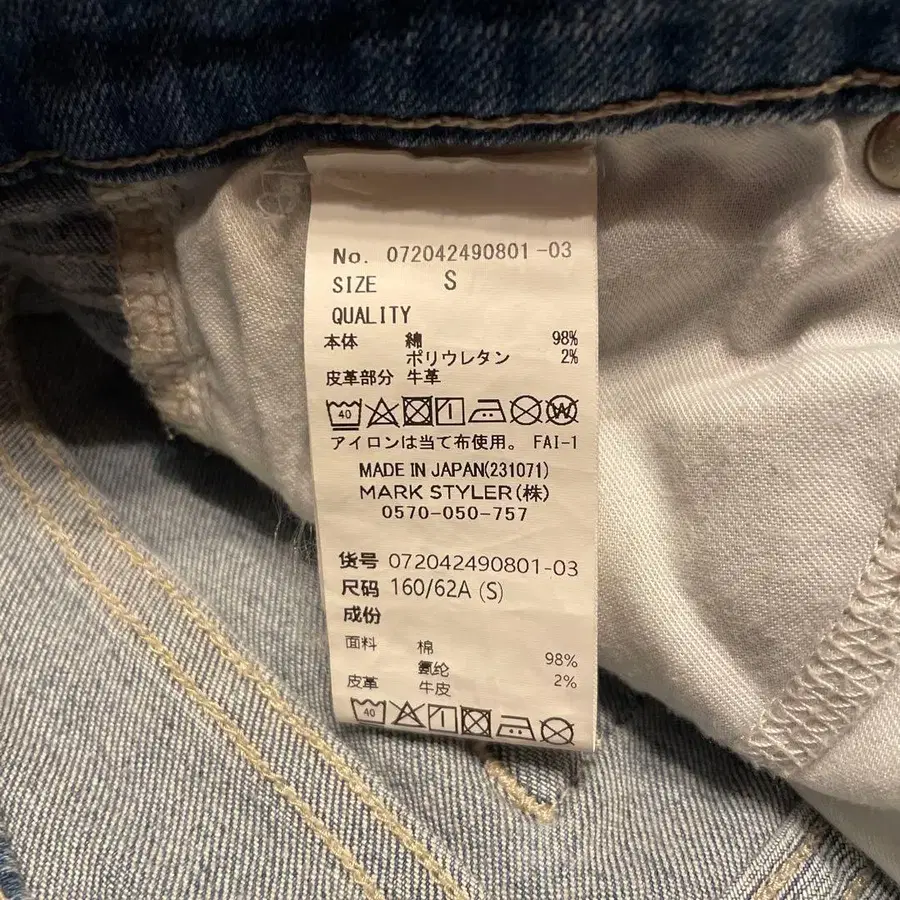 No. 072042490801-03
SIZE S
QUALITY
本体 綿 98%
ポリウレタン 2%
皮革部分 牛革
40
アイロンは当て布使用。 FAI-1
MADE IN JAPAN(231071)
MARK STYLER(株)
0570-050-757
货号 072042490801-03
尺码 160/62A (S)
成份
面料 棉 98%
氨纶 2%
皮革 牛皮
40